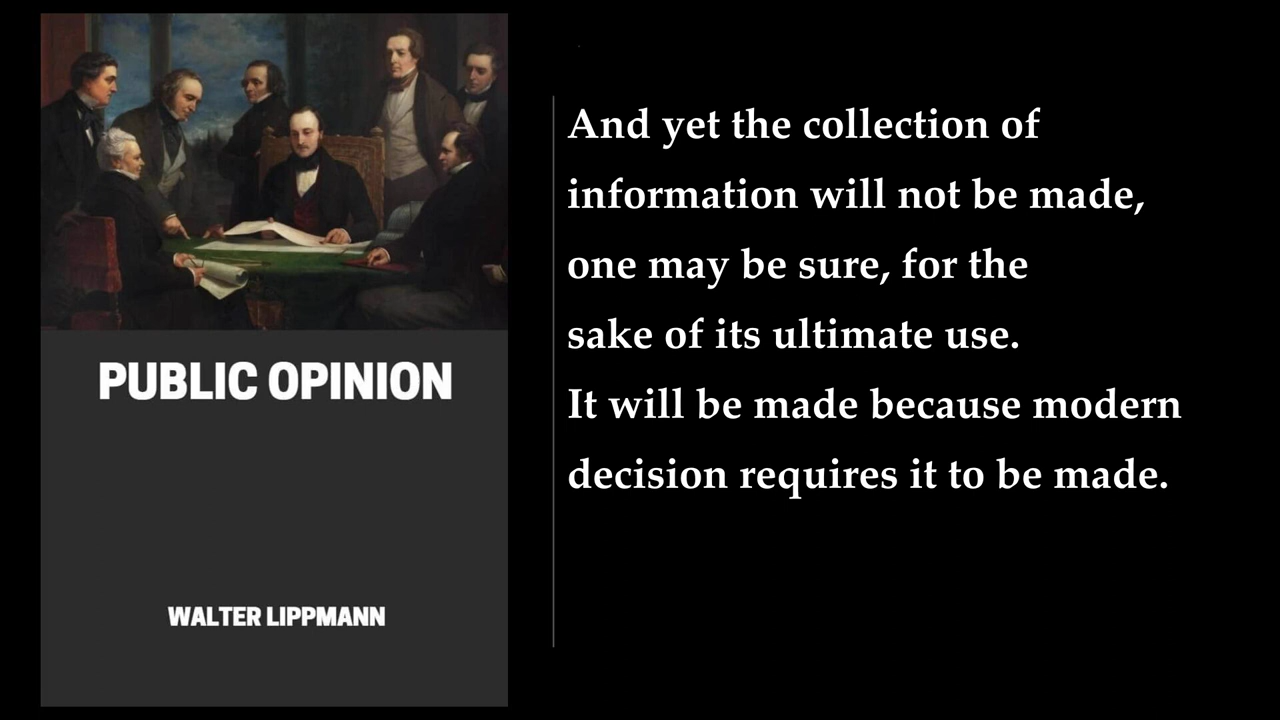 PUBLIC OPINION
WALTER LIPPMANN
And yet the collection of
information will not be made,
one may be sure, for the
sake of its ultimate use.
It will be made because modern
decision requires it to be made.